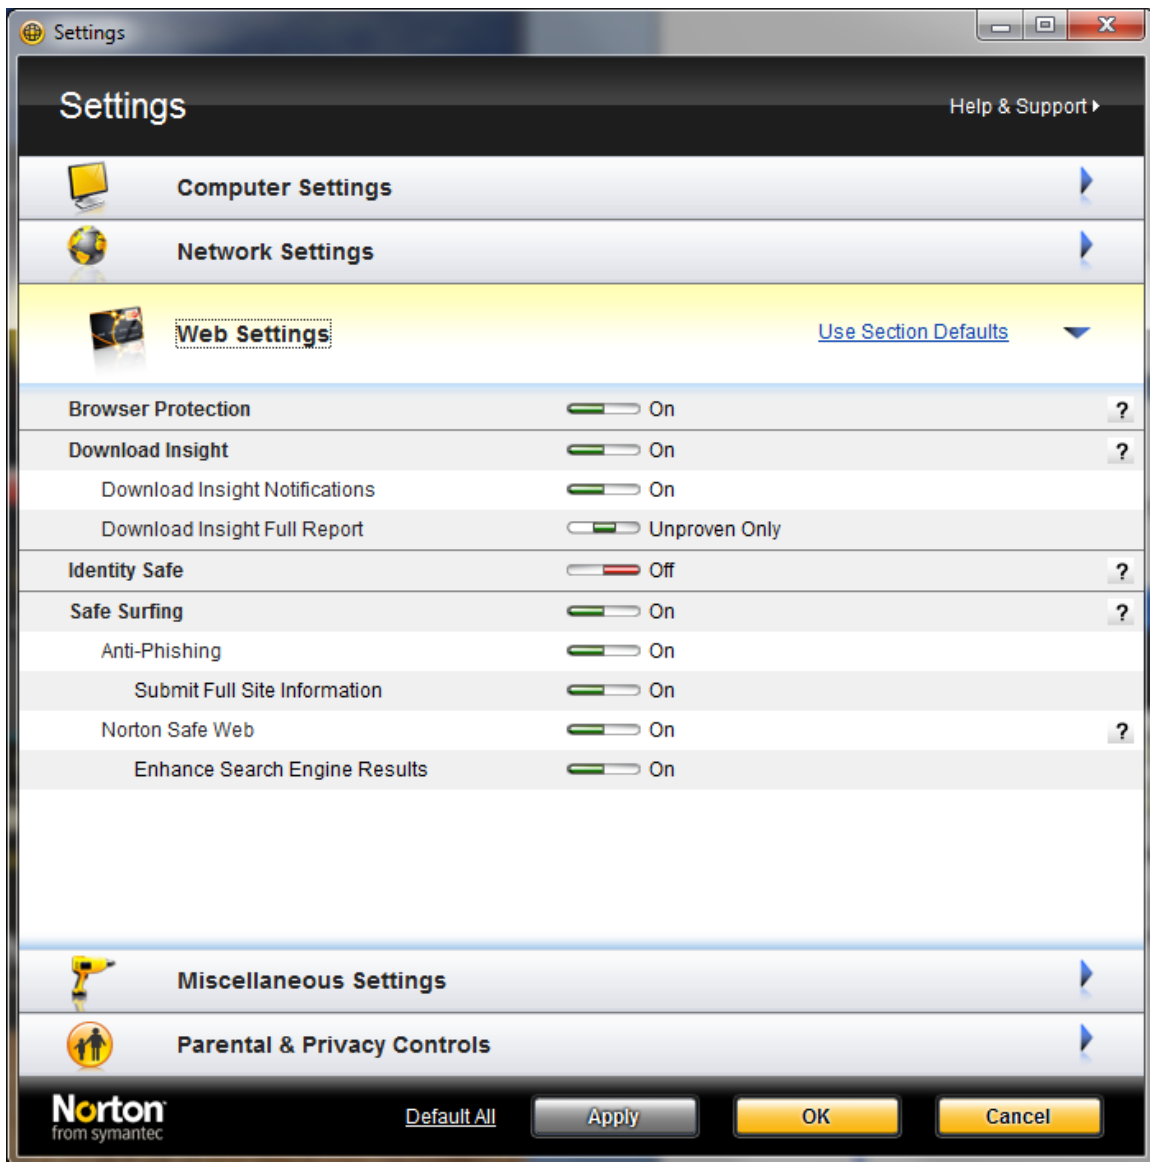 Settings
Settings
Help & Support
Computer Settings
Network Settings
Web Settings
Use Section Defaults
Browser Protection On ?
Download Insight On ?
Download Insight Notifications On
Download Insight Full Report Unproven Only
Identity Safe Off ?
Safe Surfing On ?
Anti-Phishing On
Submit Full Site Information On
Norton Safe Web On ?
Enhance Search Engine Results On
Miscellaneous Settings
Parental & Privacy Controls
Norton
from symantec
Default All Apply OK Cancel